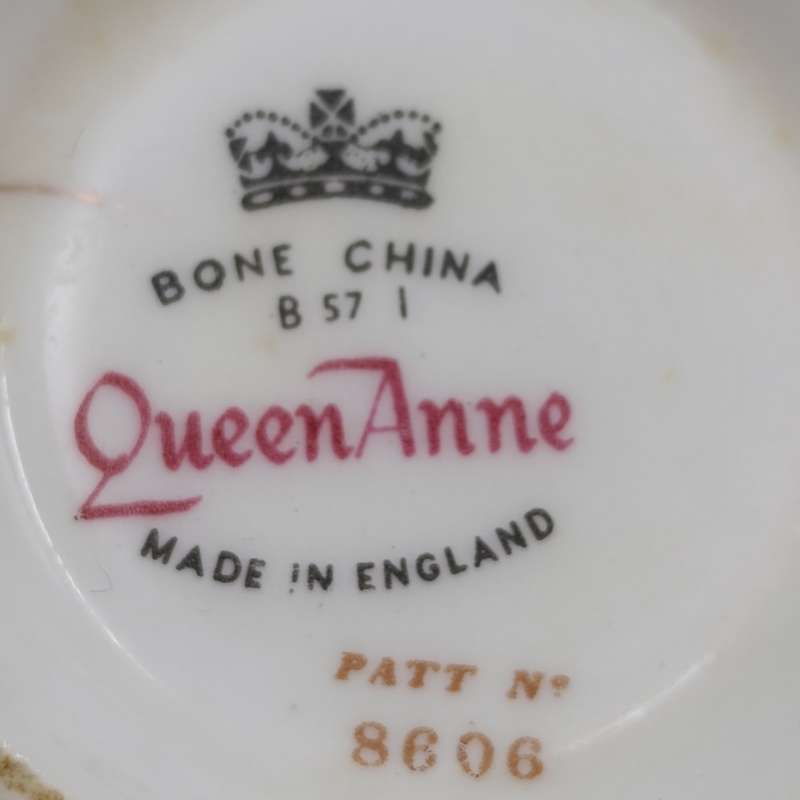 BONE CHINA
B 57 1
Queen Anne
MADE IN ENGLAND
PATT Nº
8606